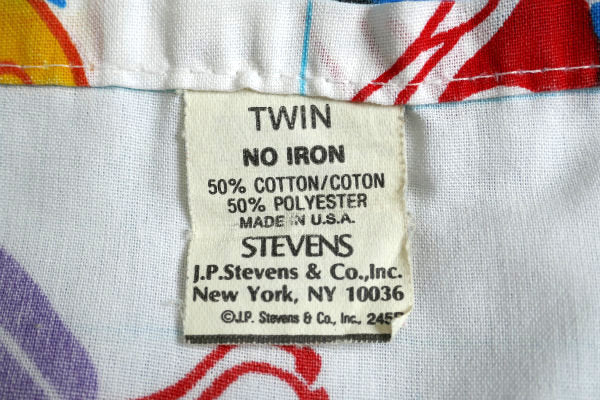 TWIN
NO IRON
50% COTTON/COTON
50% POLYESTER
MADE IN U.S.A.
STEVENS
J.P.Stevens & Co.,Inc.
New York, NY 10036
©J.P. Stevens & Co., Inc.,